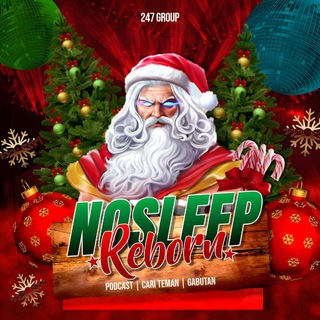 247 GROUP
NOSLEEP
Reborn
PODCAST | CARI TEMAN | GABUTAN